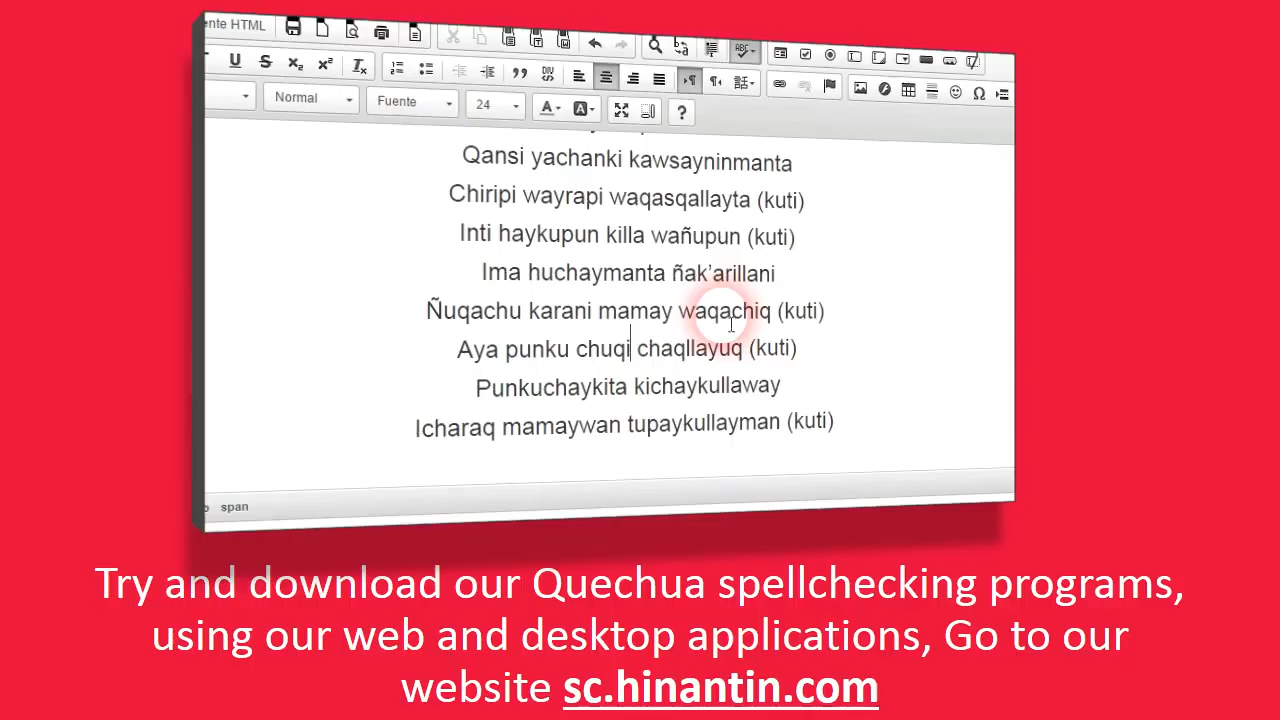 ente HTML
Normal Fuente 24 A A ?
Qansi yachanki kawsayninmanta
Chiripi wayrapi waqasqallayta (kuti)
Inti haykupun killa wañupun (kuti)
Ima huchaymanta ñak’arillani
Ñuqachu karani mamay waqachiq (kuti)
Aya punku chuqi chaqllayuq (kuti)
Punkuchaykita kichaykullaway
Icharaq mamaywan tupaykullayman (kuti)
span
Try and download our Quechua spellchecking programs,
using our web and desktop applications, Go to our
website sc.hinantin.com